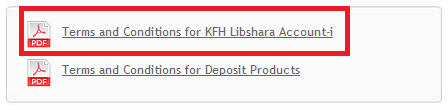 PDF Terms and Conditions for KFH Libshara Account-i
PDF Terms and Conditions for Deposit Products